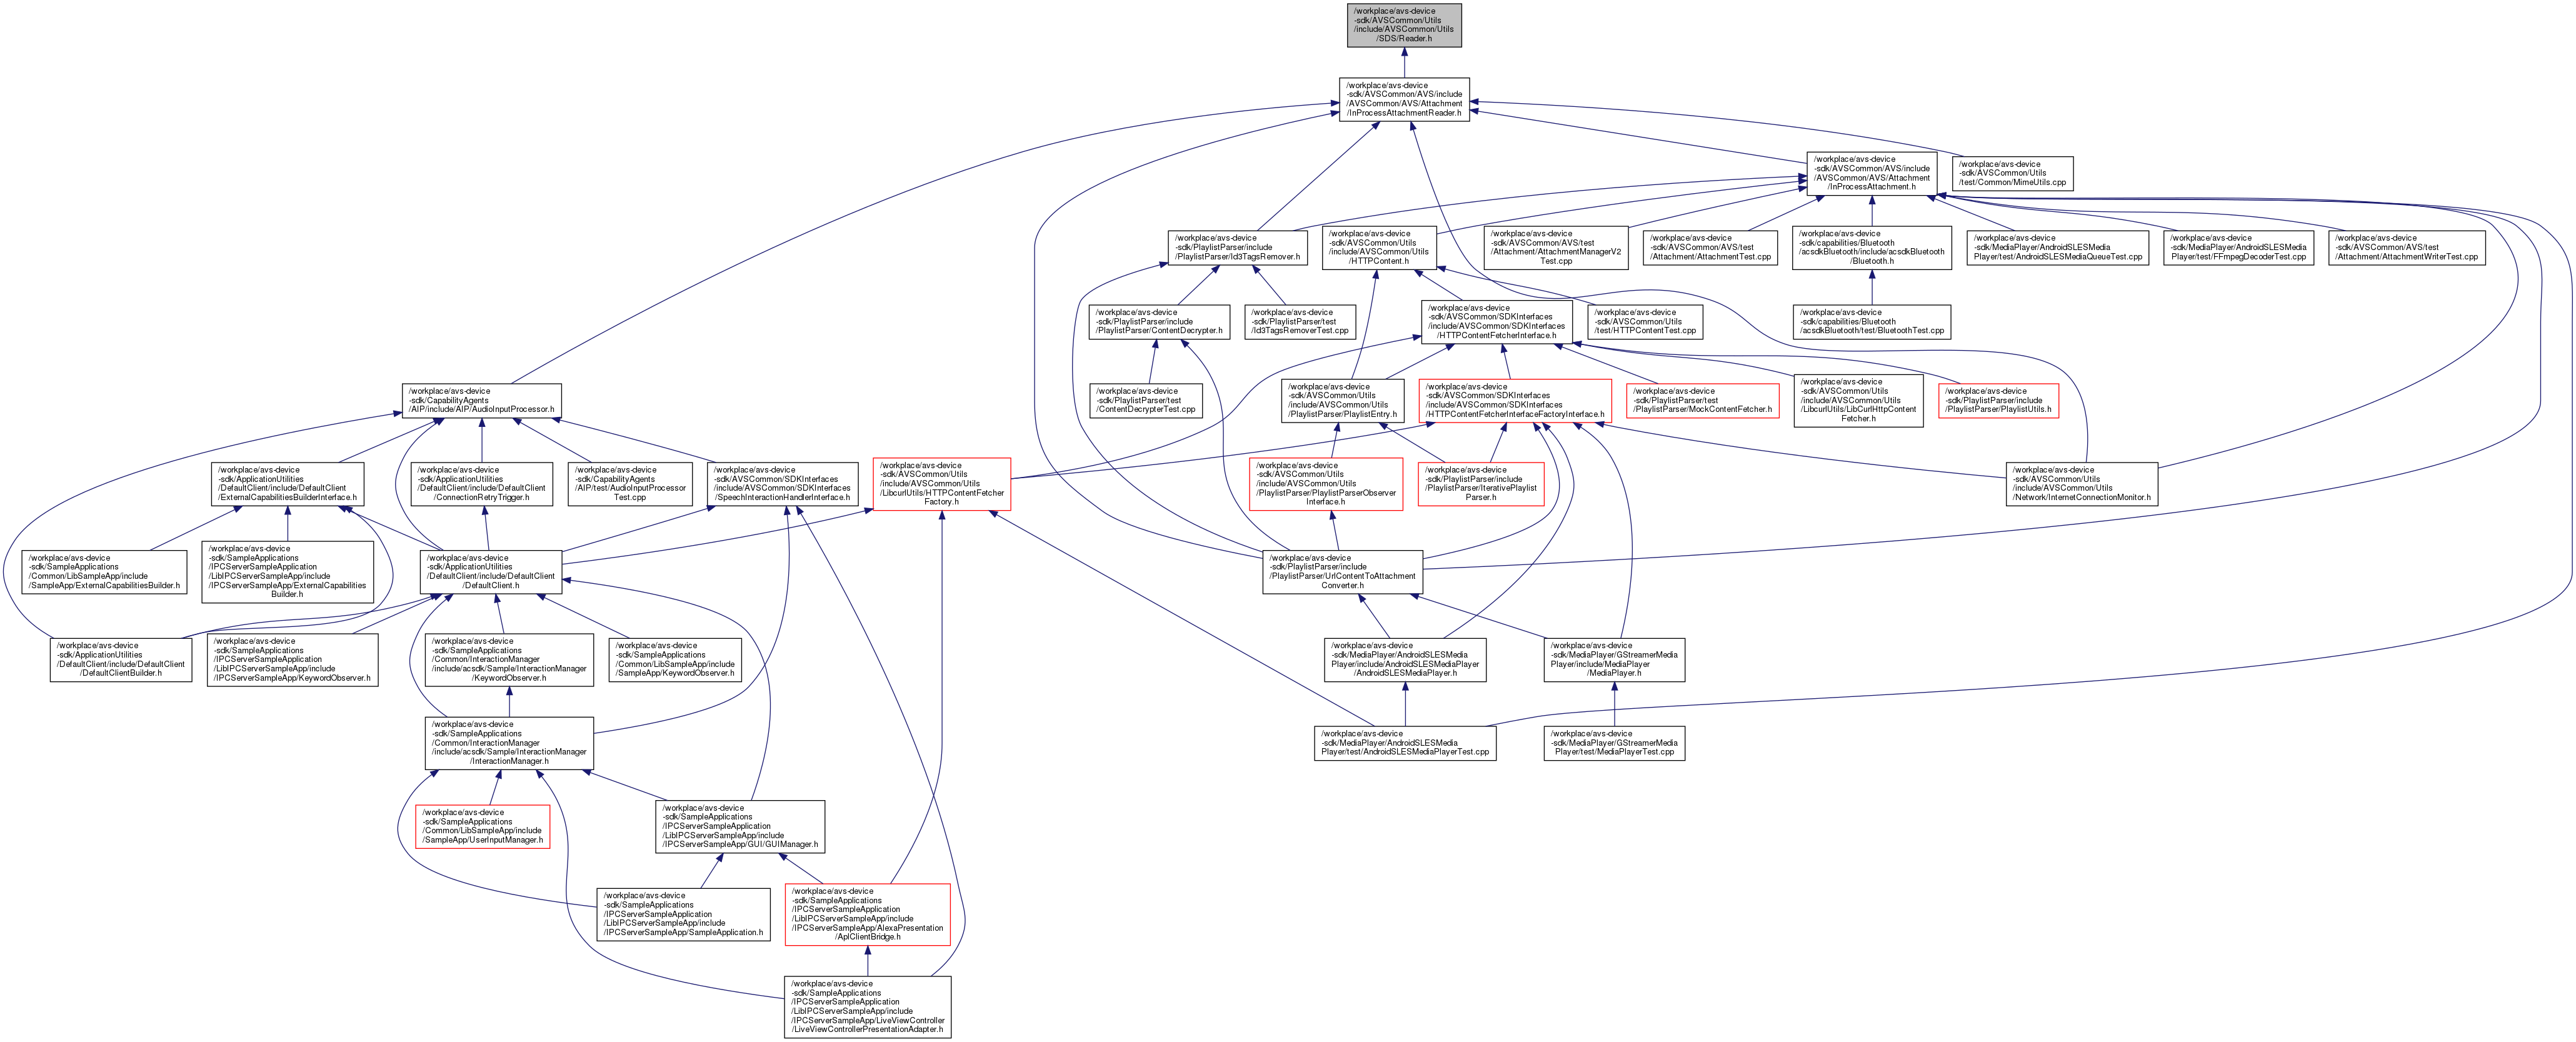 /workplace/avs-device
-sdk/AVSCommon/Utils
/include/AVSCommon/Utils
/SDS/Reader.h
/workplace/avs-device
-sdk/AVSCommon/AVS/include
/AVSCommon/AVS/Attachment
/InProcessAttachmentReader.h
/workplace/avs-device
-sdk/AVSCommon/AVS/include
/AVSCommon/AVS/Attachment
/InProcessAttachment.h
/workplace/avs-device
-sdk/AVSCommon/Utils
/test/Common/MimeUtils.cpp
/workplace/avs-device
-sdk/PlaylistParser/include
/PlaylistParser/Id3TagsRemover.h
/workplace/avs-device
-sdk/AVSCommon/Utils
/include/AVSCommon/Utils
/HTTPContent.h
/workplace/avs-device
-sdk/AVSCommon/AVS/test
/Attachment/AttachmentManagerV2
Test.cpp
/workplace/avs-device
-sdk/AVSCommon/AVS/test
/Attachment/AttachmentTest.cpp
/workplace/avs-device
-sdk/capabilities/Bluetooth
/acsdkBluetooth/include/acsdkBluetooth
/Bluetooth.h
/workplace/avs-device
-sdk/MediaPlayer/AndroidSLESMedia
Player/test/AndroidSLESMediaQueueTest.cpp
/workplace/avs-device
-sdk/MediaPlayer/AndroidSLESMedia
Player/test/FFmpegDecoderTest.cpp
/workplace/avs-device
-sdk/AVSCommon/AVS/test
/Attachment/AttachmentWriterTest.cpp
/workplace/avs-device
-sdk/PlaylistParser/include
/PlaylistParser/ContentDecrypter.h
/workplace/avs-device
-sdk/PlaylistParser/test
/Id3TagsRemoverTest.cpp
/workplace/avs-device
-sdk/AVSCommon/SDKInterfaces
/include/AVSCommon/SDKInterfaces
/HTTPContentFetcherInterface.h
/workplace/avs-device
-sdk/AVSCommon/Utils
/test/HTTPContentTest.cpp
/workplace/avs-device
-sdk/capabilities/Bluetooth
/acsdkBluetooth/test/BluetoothTest.cpp
/workplace/avs-device
-sdk/CapabilityAgents
/AIP/include/AIP/AudioInputProcessor.h
/workplace/avs-device
-sdk/PlaylistParser/test
/ContentDecrypterTest.cpp
/workplace/avs-device
-sdk/AVSCommon/Utils
/include/AVSCommon/Utils
/PlaylistParser/PlaylistEntry.h
/workplace/avs-device
-sdk/AVSCommon/SDKInterfaces
/include/AVSCommon/SDKInterfaces
/HTTPContentFetcherInterfaceFactoryInterface.h
/workplace/avs-device
-sdk/PlaylistParser/test
/PlaylistParser/MockContentFetcher.h
/workplace/avs-device
-sdk/AVSCommon/Utils
/include/AVSCommon/Utils
/LibcurlUtils/LibCurlHttpContent
Fetcher.h
/workplace/avs-device
-sdk/PlaylistParser/include
/PlaylistParser/PlaylistUtils.h
/workplace/avs-device
-sdk/ApplicationUtilities
/DefaultClient/include/DefaultClient
/ExternalCapabilitiesBuilderInterface.h
/workplace/avs-device
-sdk/ApplicationUtilities
/DefaultClient/include/DefaultClient
/ConnectionRetryTrigger.h
/workplace/avs-device
-sdk/CapabilityAgents
/AIP/test/AudioInputProcessor
Test.cpp
/workplace/avs-device
-sdk/AVSCommon/SDKInterfaces
/include/AVSCommon/SDKInterfaces
/SpeechInteractionHandlerInterface.h
/workplace/avs-device
-sdk/AVSCommon/Utils
/include/AVSCommon/Utils
/LibcurlUtils/HTTPContentFetcher
Factory.h
/workplace/avs-device
-sdk/AVSCommon/Utils
/include/AVSCommon/Utils
/PlaylistParser/PlaylistParserObserver
Interface.h
/workplace/avs-device
-sdk/PlaylistParser/include
/PlaylistParser/IterativePlaylist
Parser.h
/workplace/avs-device
-sdk/AVSCommon/Utils
/include/AVSCommon/Utils
/Network/InternetConnectionMonitor.h
/workplace/avs-device
-sdk/SampleApplications
/Common/LibSampleApp/include
/SampleApp/ExternalCapabilitiesBuilder.h
/workplace/avs-device
-sdk/SampleApplications
/IPCServerSampleApplication
/LibIPCServerSampleApp/include
/IPCServerSampleApp/ExternalCapabilities
Builder.h
/workplace/avs-device
-sdk/ApplicationUtilities
/DefaultClient/include/DefaultClient
/DefaultClient.h
/workplace/avs-device
-sdk/PlaylistParser/include
/PlaylistParser/UrlContentToAttachment
Converter.h
/workplace/avs-device
-sdk/ApplicationUtilities
/DefaultClient/include/DefaultClient
/DefaultClientBuilder.h
/workplace/avs-device
-sdk/SampleApplications
/IPCServerSampleApplication
/LibIPCServerSampleApp/include
/IPCServerSampleApp/KeywordObserver.h
/workplace/avs-device
-sdk/SampleApplications
/Common/InteractionManager
/include/acsdk/Sample/InteractionManager
/KeywordObserver.h
/workplace/avs-device
-sdk/SampleApplications
/Common/LibSampleApp/include
/SampleApp/KeywordObserver.h
/workplace/avs-device
-sdk/MediaPlayer/AndroidSLESMedia
Player/include/AndroidSLESMediaPlayer
/AndroidSLESMediaPlayer.h
/workplace/avs-device
-sdk/MediaPlayer/GStreamerMedia
Player/include/MediaPlayer
/MediaPlayer.h
/workplace/avs-device
-sdk/SampleApplications
/Common/InteractionManager
/include/acsdk/Sample/InteractionManager
/InteractionManager.h
/workplace/avs-device
-sdk/MediaPlayer/AndroidSLESMedia
Player/test/AndroidSLESMediaPlayerTest.cpp
/workplace/avs-device
-sdk/MediaPlayer/GStreamerMedia
Player/test/MediaPlayerTest.cpp
/workplace/avs-device
-sdk/SampleApplications
/Common/LibSampleApp/include
/SampleApp/UserInputManager.h
/workplace/avs-device
-sdk/SampleApplications
/IPCServerSampleApplication
/LibIPCServerSampleApp/include
/IPCServerSampleApp/GUI/GUIManager.h
/workplace/avs-device
-sdk/SampleApplications
/IPCServerSampleApplication
/LibIPCServerSampleApp/include
/IPCServerSampleApp/SampleApplication.h
/workplace/avs-device
-sdk/SampleApplications
/IPCServerSampleApplication
/LibIPCServerSampleApp/include
/IPCServerSampleApp/AlexaPresentation
/AplClientBridge.h
/workplace/avs-device
-sdk/SampleApplications
/IPCServerSampleApplication
/LibIPCServerSampleApp/include
/IPCServerSampleApp/LiveViewController
/LiveViewControllerPresentationAdapter.h